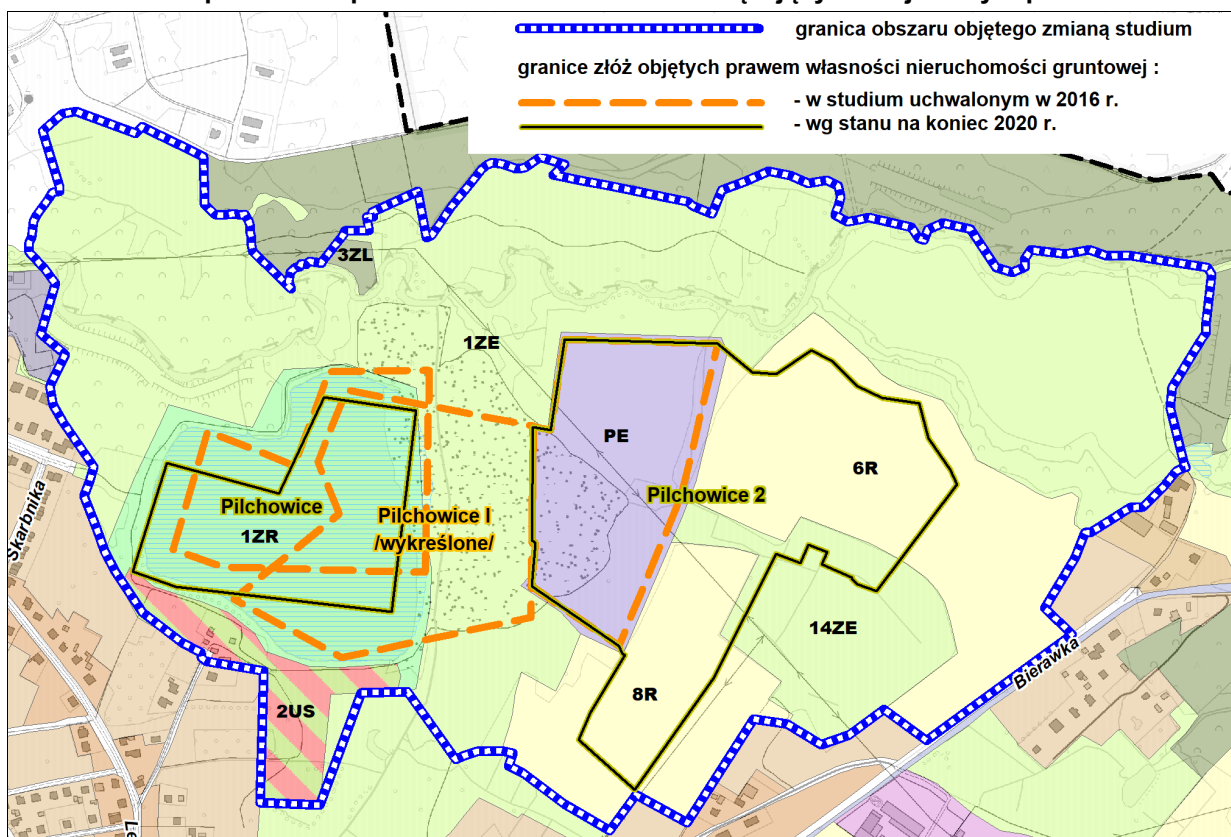 granica obszaru objętego zmianą studium
granice złóż objętych prawem własności nieruchomości gruntowej :
- w studium uchwalonym w 2016 r.
- wg stanu na koniec 2020 r.
3ZL
1ZE
PE
6R
Pilchowice 2
Pilchowice
Pilchowice I
/wykreślone/
1ZR
Skarbnika
14ZE
Bierawka
8R
2US